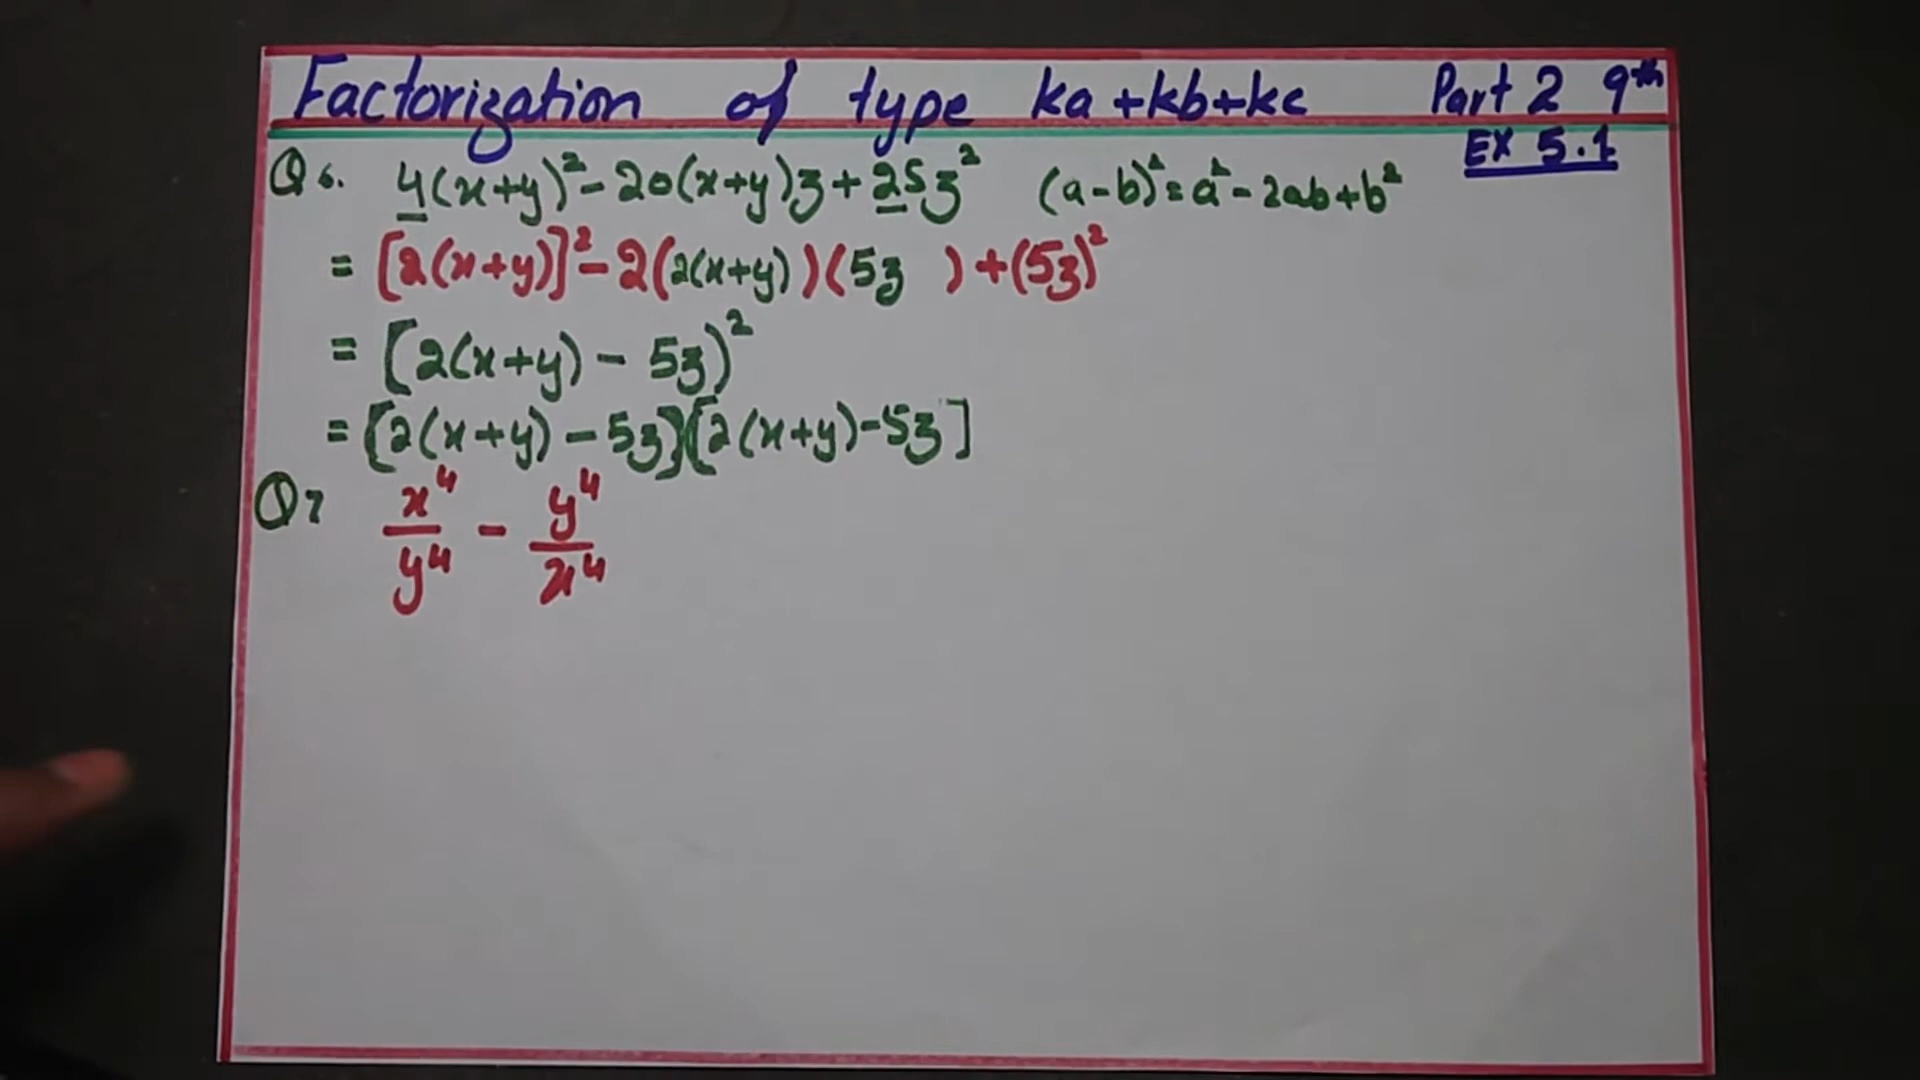 Factorization of type ka+kb+kc Part 2 9th
EX 5.1
Q6. 4(x+y)²-20(x+y)z+25z² (a-b)²=a²-2ab+b²
= [2(x+y)]²-2(2(x+y))(5z )+(5z)²
= [2(x+y)-5z)²
= [2(x+y)-5z][2(x+y)-5z]
Q7 x⁴/y⁴ - y⁴/x⁴